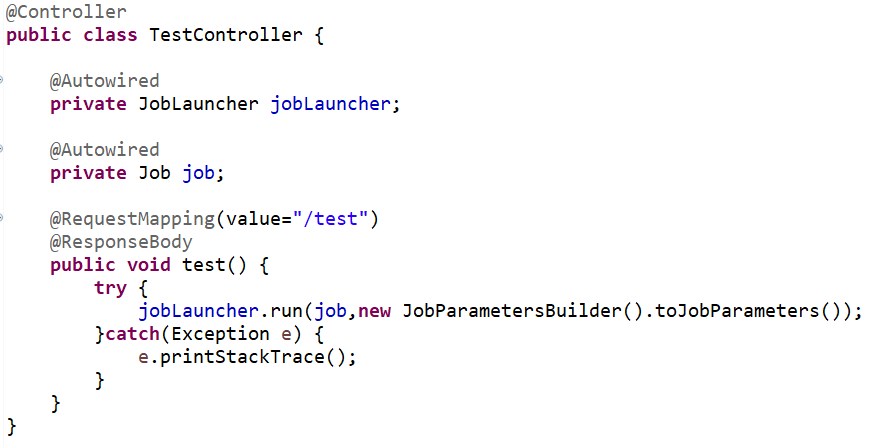 @Controller
public class TestController {
@Autowired
private JobLauncher jobLauncher;
@Autowired
private Job job;
@RequestMapping(value="/test")
@ResponseBody
public void test() {
try {
jobLauncher.run(job,new JobParametersBuilder().toJobParameters());
}catch(Exception e) {
e.printStackTrace();
}
}
}